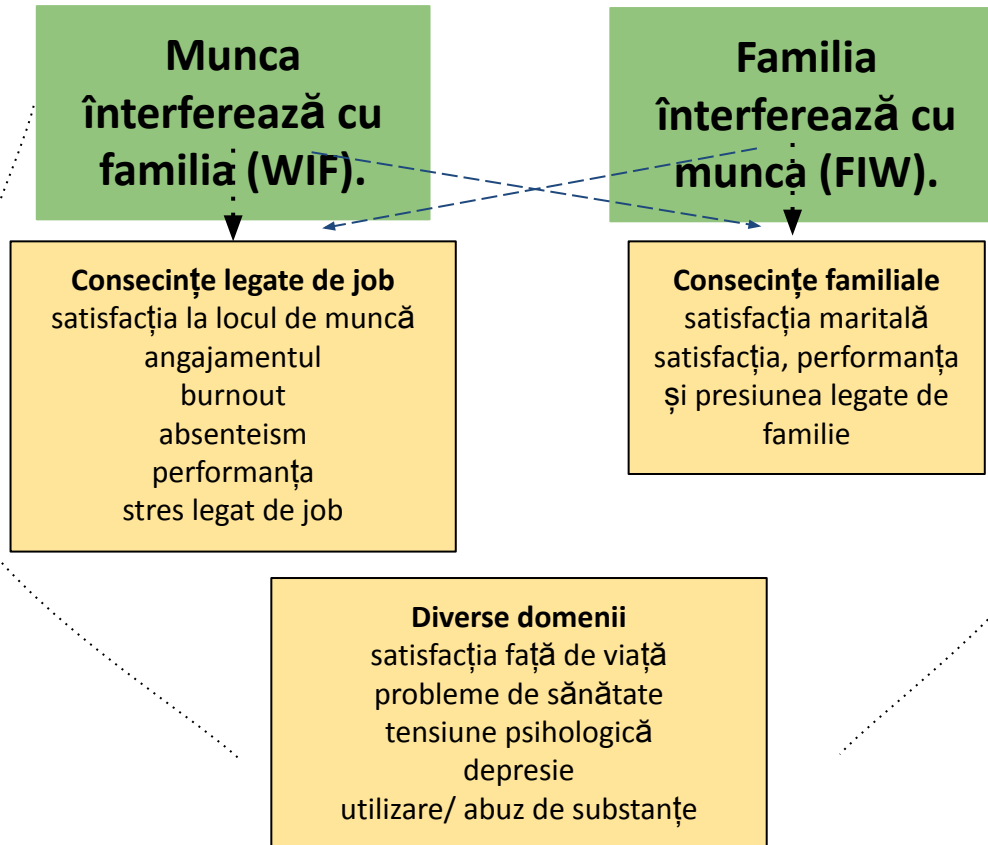 Munca
interferează cu
familia (WIF).
Familia
interferează cu
munca (FIW).
Consecințe legate de job
satisfacția la locul de muncă
angajamentul
burnout
absenteism
performanța
stres legat de job
Consecințe familiale
satisfacția maritală
satisfacția, performanța
și presiunea legate de
familie
Diverse domenii
satisfacția față de viață
probleme de sănătate
tensiune psihologică
depresie
utilizare/ abuz de substanțe